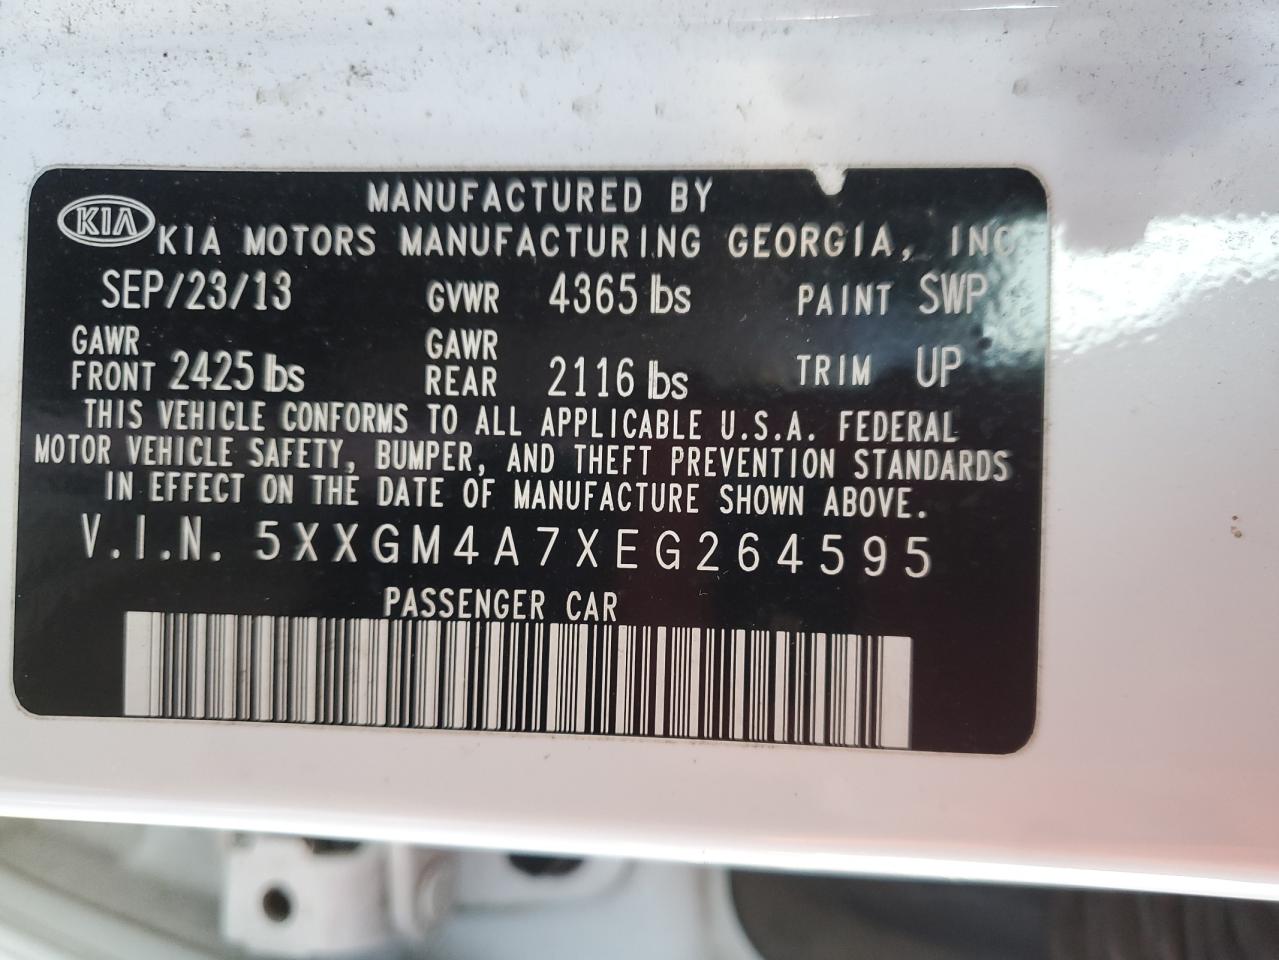 MANUFACTURED BY
KIA KIA MOTORS MANUFACTURING GEORGIA, INC
SEP/23/13 GVWR 4365 lbs PAINT SWP
GAWR FRONT 2425 lbs GAWR REAR 2116 lbs TRIM UP
THIS VEHICLE CONFORMS TO ALL APPLICABLE U.S.A. FEDERAL
MOTOR VEHICLE SAFETY, BUMPER, AND THEFT PREVENTION STANDARDS
IN EFFECT ON THE DATE OF MANUFACTURE SHOWN ABOVE.
V.I.N. 5XXGM4A7XEG264595
PASSENGER CAR